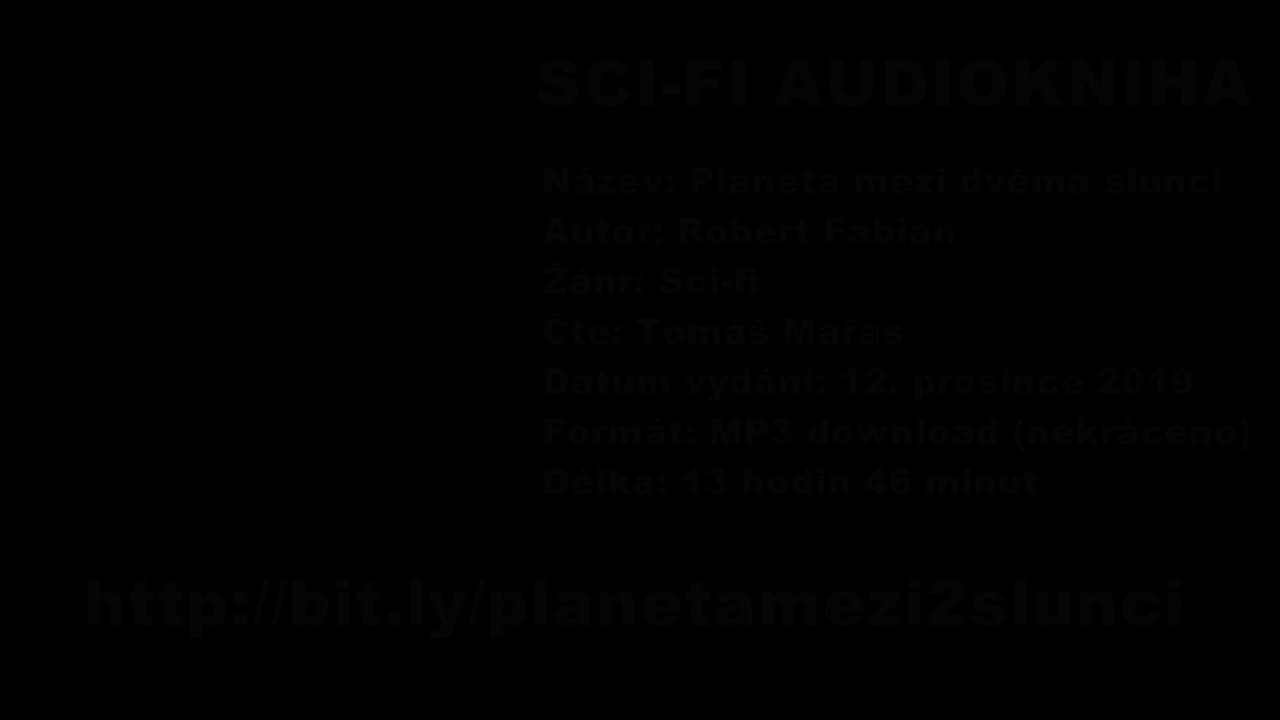 SCI-FI AUDIOKNIHA
Název: Planeta mezi dvěma slunci
Autor: Robert Fabian
Žánr: Sci-fi
Čte: Tomáš Mařas
Datum vydání: 12. prosince 2019
Formát: MP3 download (nekráceno)
Délka: 13 hodin 46 minut
http://bit.ly/planetamezi2slunci